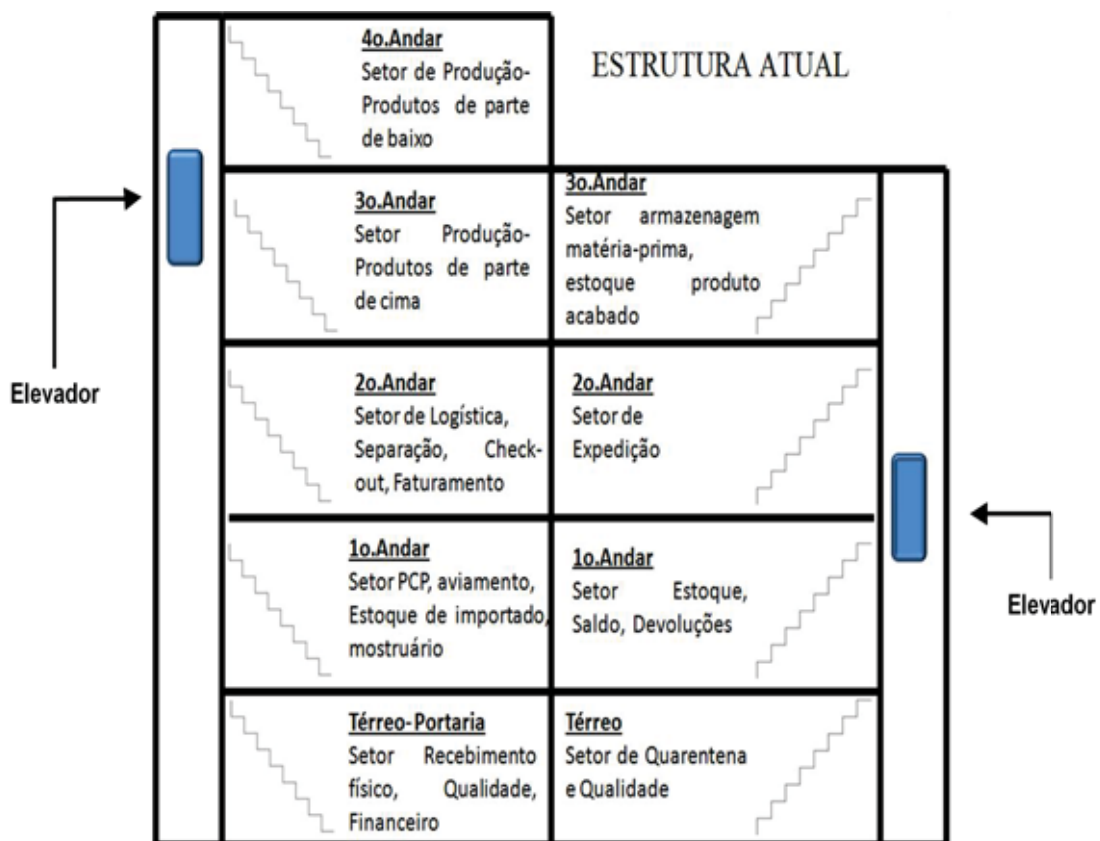 4o.Andar
Setor de Produção-
Produtos de parte
de baixo
ESTRUTURA ATUAL
3o.Andar
Setor Produção-
Produtos de parte
de cima
3o.Andar
Setor armazenagem
matéria-prima,
estoque produto
acabado
Elevador
2o.Andar
Setor de Logística,
Separação, Check-
out, Faturamento
2o.Andar
Setor de
Expedição
1o.Andar
Setor PCP, aviamento,
Estoque de importado,
mostruário
1o.Andar
Setor Estoque,
Saldo, Devoluções
Elevador
Térreo-Portaria
Setor Recebimento
físico, Qualidade,
Financeiro
Térreo
Setor de Quarentena
e Qualidade